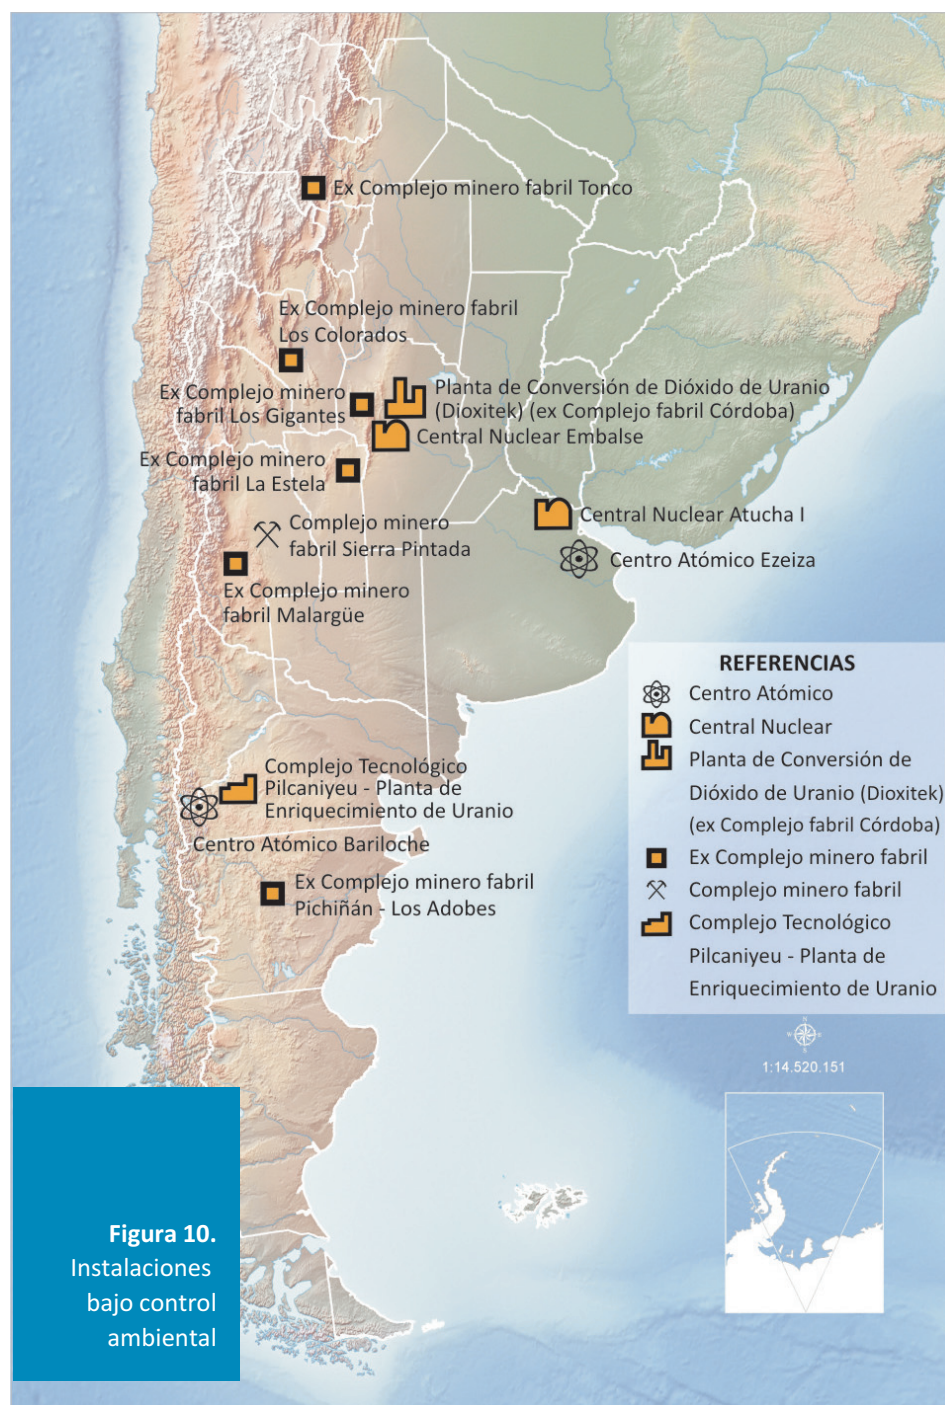 Ex Complejo minero fabril Tonco
Ex Complejo minero fabril
Los Colorados
Ex Complejo minero
fabril Los Gigantes
Planta de Conversión de Dióxido de Uranio
(Dioxitek) (ex Complejo fabril Córdoba)
Central Nuclear Embalse
Ex Complejo minero
fabril La Estela
Central Nuclear Atucha I
Complejo minero
fabril Sierra Pintada
Centro Atómico Ezeiza
Ex Complejo minero
fabril Malargüe
REFERENCIAS
Centro Atómico
Central Nuclear
Planta de Conversión de
Dióxido de Uranio (Dioxitek)
(ex Complejo fabril Córdoba)
Ex Complejo minero fabril
Complejo minero fabril
Complejo Tecnológico
Pilcaniyeu - Planta de
Enriquecimiento de Uranio
Complejo Tecnológico
Pilcaniyeu - Planta de
Enriquecimiento de Uranio
Centro Atómico Bariloche
Ex Complejo minero fabril
Pichiñán - Los Adobes
N
W
E
S
1:14.520.151
Figura 10.
Instalaciones
bajo control
ambiental